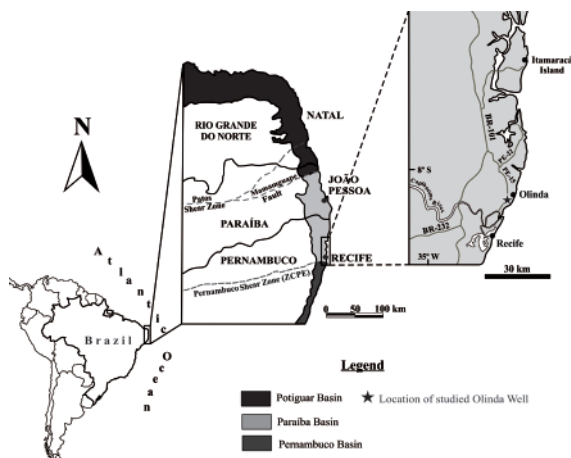 N
Atlantic Ocean
Brazil
RIO GRANDE
DO NORTE
NATAL
Patos
Shear Zone
Mamanguape
Fault
JOÃO
PESSOA
PARAÍBA
PERNAMBUCO
RECIFE
Pernambuco Shear Zone (ZCPE)
0 100 km
Itamaracá
Island
BR-101
PE-22
PE-15
8° S
Olinda
BR-232
Recife
35° W
30 km
Legend
Potiguar Basin
Location of studied Olinda Well
Paraíba Basin
Pernambuco Basin